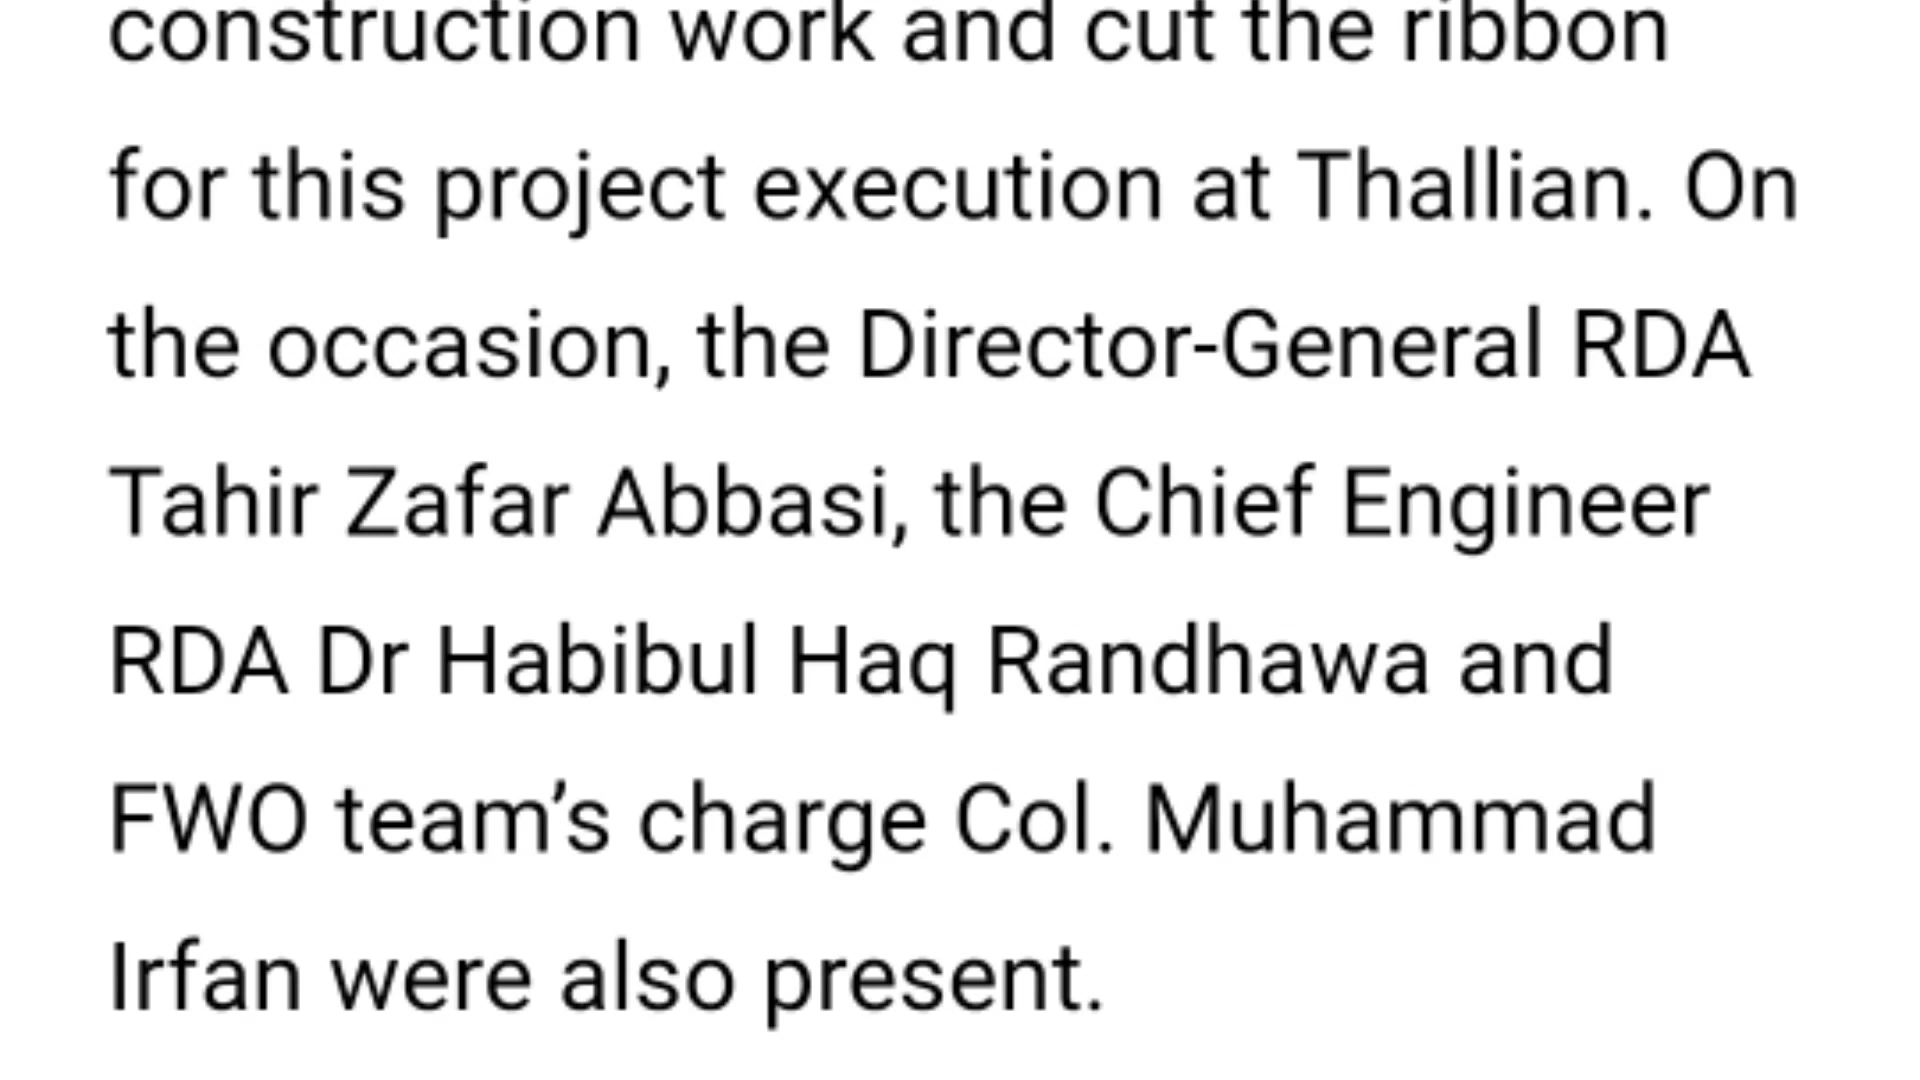 construction work and cut the ribbon
for this project execution at Thallian. On
the occasion, the Director-General RDA
Tahir Zafar Abbasi, the Chief Engineer
RDA Dr Habibul Haq Randhawa and
FWO team’s charge Col. Muhammad
Irfan were also present.